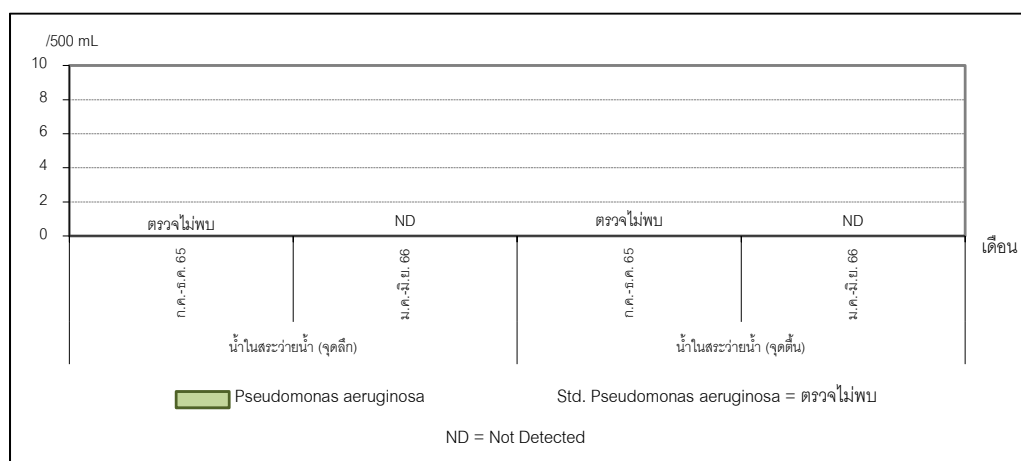 /500 mL
10
8
6
4
2
0
ตรวจไม่พบ ND ตรวจไม่พบ ND
เดือน
ก.ค.-ธ.ค. 65 ม.ค.-มิ.ย. 66 ก.ค.-ธ.ค. 65 ม.ค.-มิ.ย. 66
น้ำในสระว่ายน้ำ (จุดลึก) น้ำในสระว่ายน้ำ (จุดตื้น)
Pseudomonas aeruginosa Std. Pseudomonas aeruginosa = ตรวจไม่พบ
ND = Not Detected